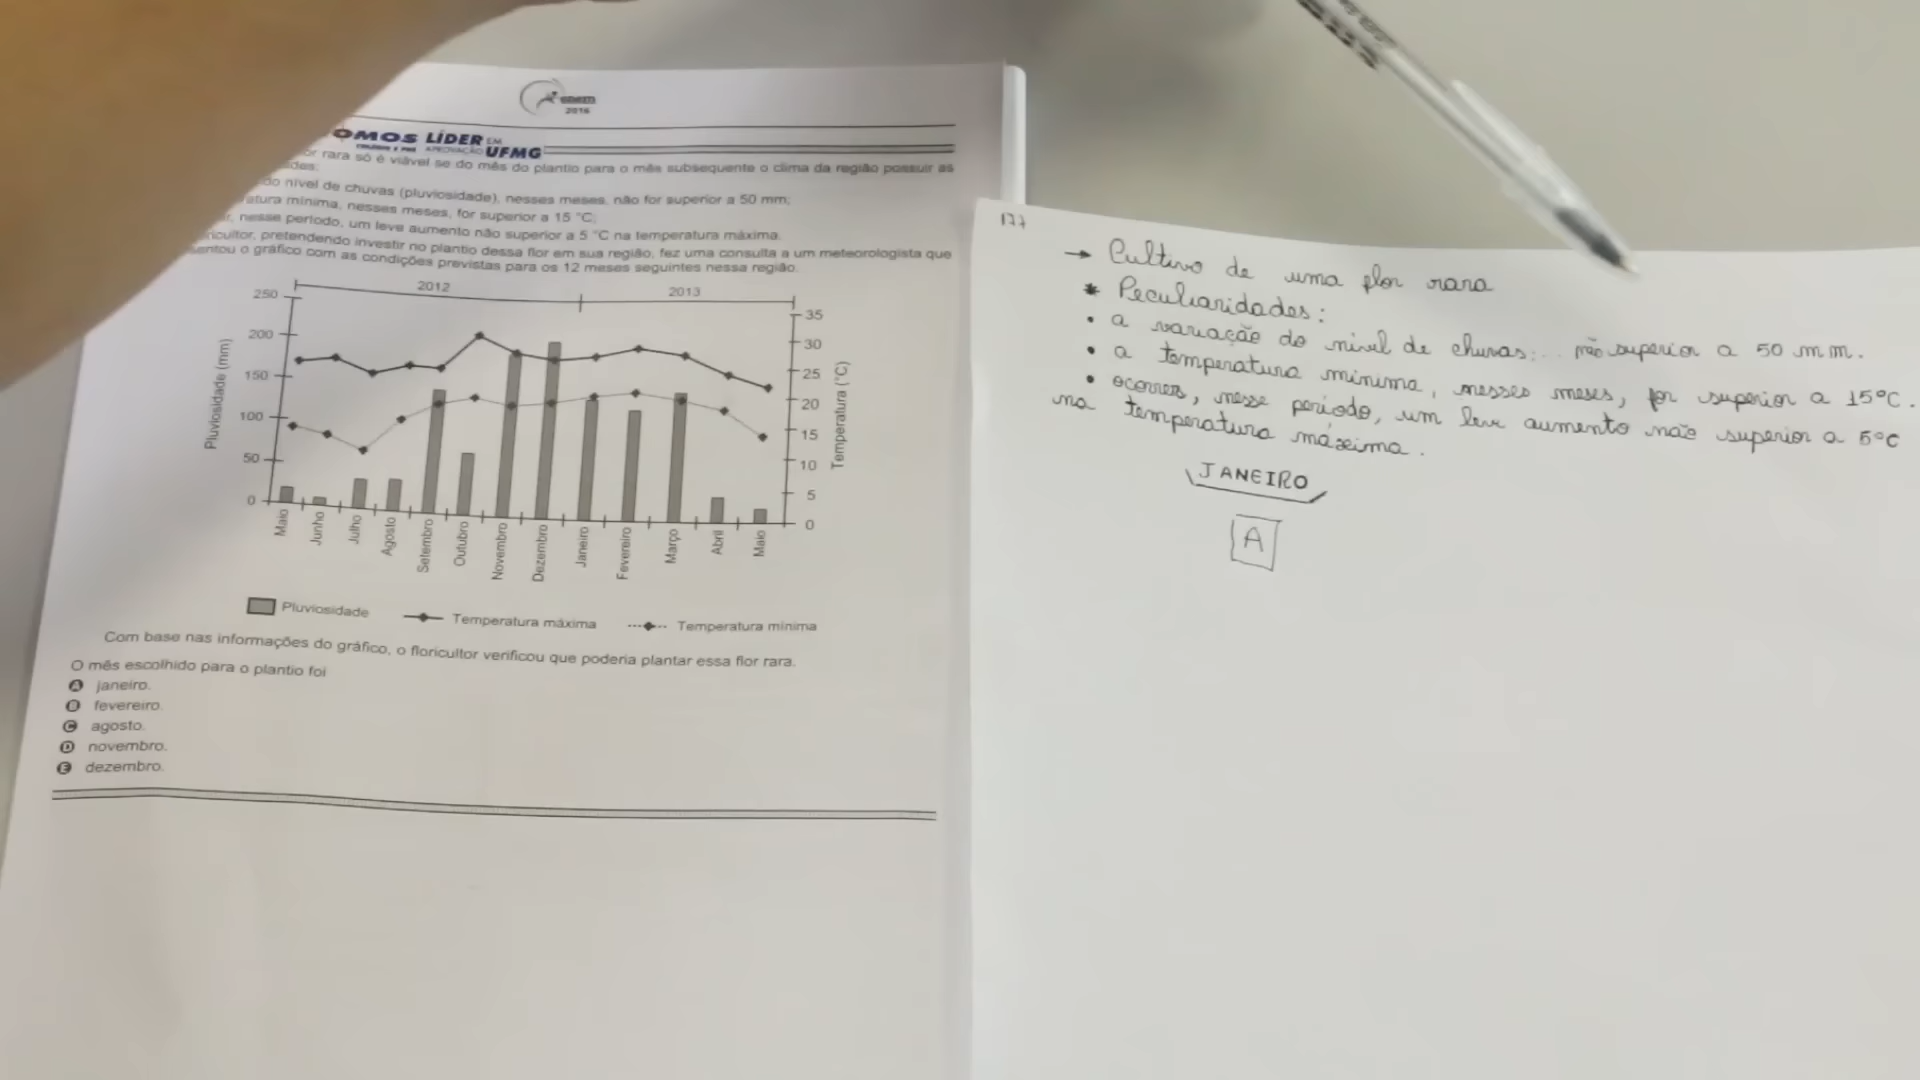 enem
2016
OMOS LÍDER EM
APROVAÇÃO UFMG
rara só é viável se do mês do plantio para o mês subsequente o clima da região possuir as
do nível de chuvas (pluviosidade), nesses meses, não for superior a 50 mm;
mínima, nesses meses, for superior a 15 °C;
nesse período, um leve aumento não superior a 5 °C na temperatura máxima.
pretendendo investir no plantio dessa flor em sua região, fez uma consulta a um meteorologista que
o gráfico com as condições previstas para os 12 meses seguintes nessa região.
2012
2013
Pluviosidade (mm)
250
200
150
100
50
0
Temperatura (°C)
35
30
25
20
15
10
5
0
Maio
Junho
Julho
Agosto
Setembro
Outubro
Novembro
Dezembro
Janeiro
Fevereiro
Março
Abril
Maio
Pluviosidade
Temperatura máxima
Temperatura mínima
Com base nas informações do gráfico, o floricultor verificou que poderia plantar essa flor rara.
O mês escolhido para o plantio foi
A janeiro.
B fevereiro.
C agosto.
D novembro.
E dezembro.
177
→ Cultivo de uma flor rara
* Peculiaridades:
• a variação do nível de chuvas:... não superior a 50 mm.
• a temperatura mínima, nesses meses, for superior a 15°C.
• ocorrer, nesse período, um leve aumento não superior a 5°C
na temperatura máxima.
JANEIRO
A